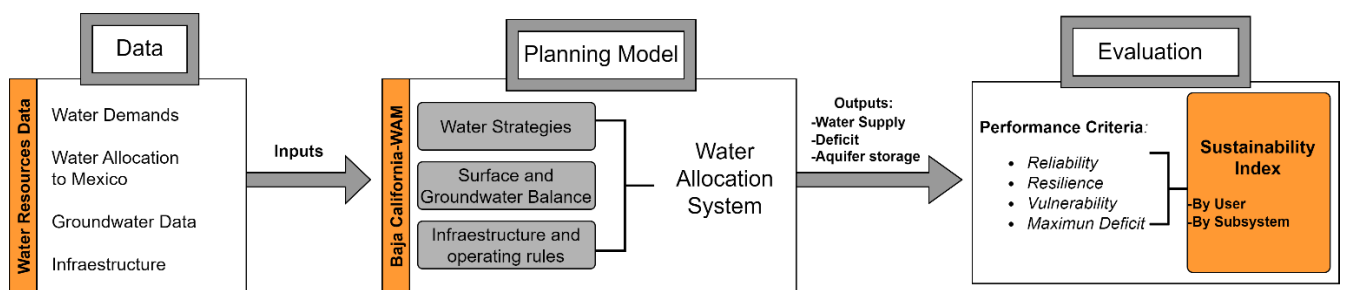 Data
Water Resources Data
Water Demands
Water Allocation
to Mexico
Groundwater Data
Infraestructure
Inputs
Planning Model
Baja California-WAM
Water Strategies
Surface and
Groundwater Balance
Infraestructure and
operating rules
Water
Allocation
System
Outputs:
-Water Supply
-Deficit
-Aquifer storage
Evaluation
Performance Criteria:
• Reliability
• Resilience
• Vulnerability
• Maximun Deficit
Sustainability
Index
-By User
-By Subsystem